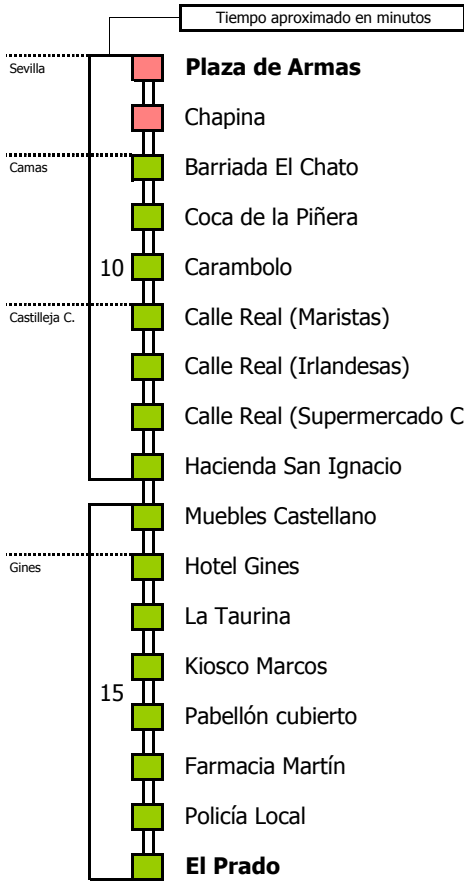 Tiempo aproximado en minutos
Sevilla
Plaza de Armas
Chapina
Camas
Barriada El Chato
Coca de la Piñera
10
Carambolo
Castilleja C.
Calle Real (Maristas)
Calle Real (Irlandesas)
Calle Real (Supermercado C
Hacienda San Ignacio
Muebles Castellano
Gines
Hotel Gines
La Taurina
Kiosco Marcos
15
Pabellón cubierto
Farmacia Martín
Policía Local
El Prado